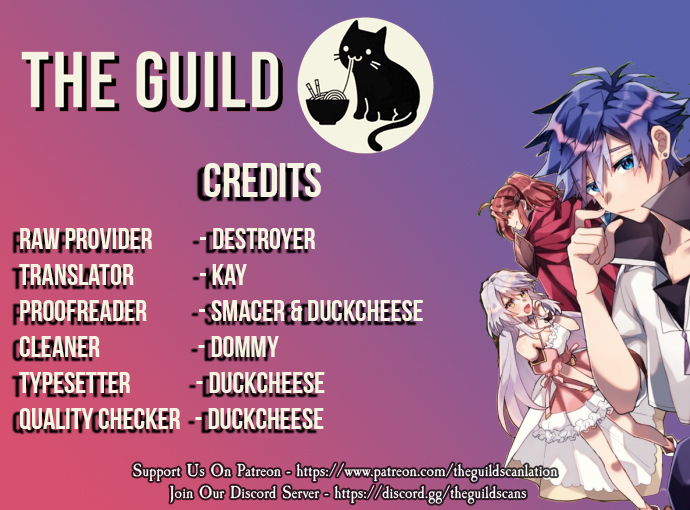 THE GUILD
CREDITS
RAW PROVIDER - DESTROYER
TRANSLATOR - KAY
PROOFREADER - SMACER & DUCKCHEESE
CLEANER - DOMMY
TYPESETTER - DUCKCHEESE
QUALITY CHECKER - DUCKCHEESE
Support Us On Patreon - https://www.patreon.com/theguildscanlation
Join Our Discord Server - https://discord.gg/theguildscans